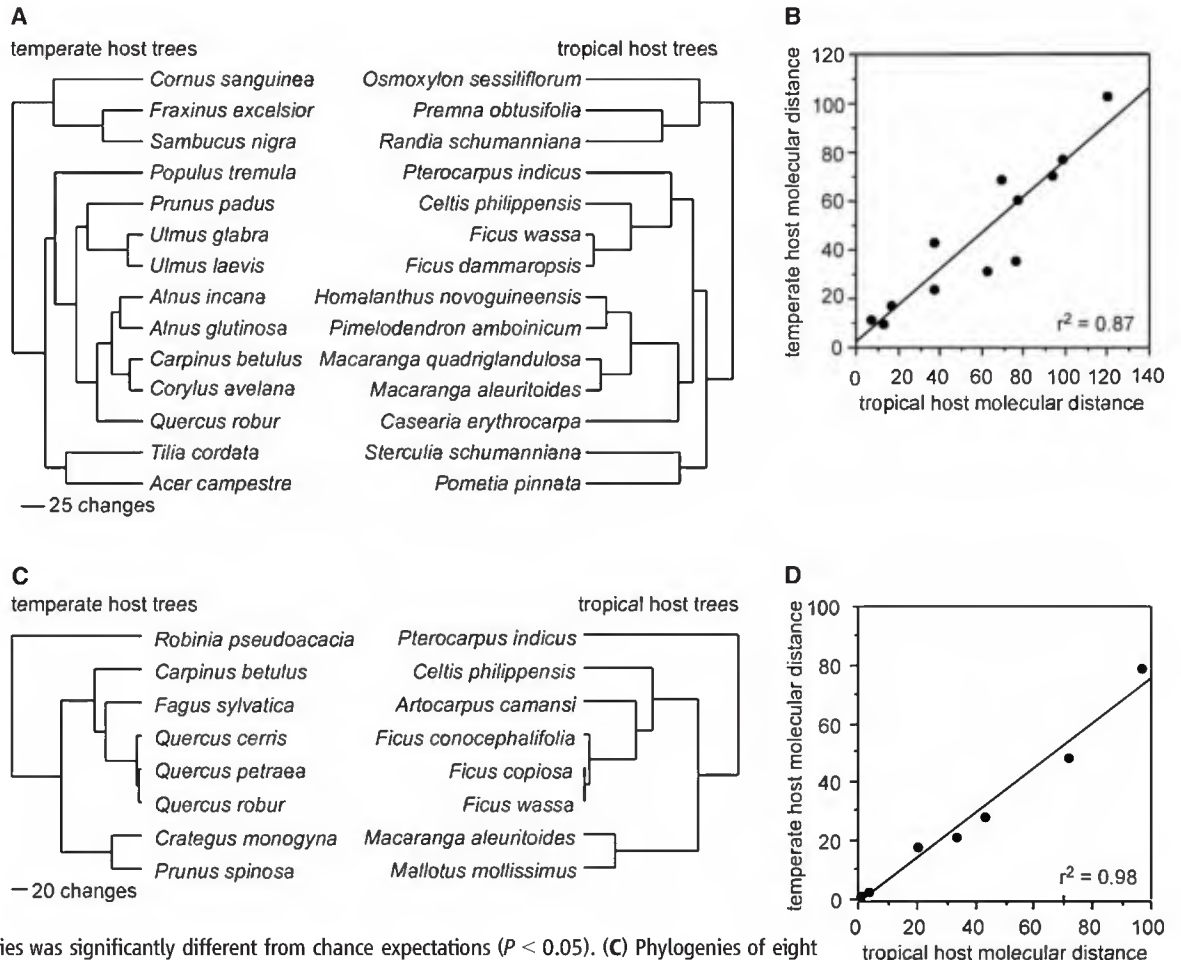 A
temperate host trees
tropical host trees
Cornus sanguinea
Fraxinus excelsior
Sambucus nigra
Populus tremula
Prunus padus
Ulmus glabra
Ulmus laevis
Alnus incana
Alnus glutinosa
Carpinus betulus
Corylus avelana
Quercus robur
Tilia cordata
Acer campestre
25 changes
Osmoxylon sessiliflorum
Premna obtusifolia
Randia schumanniana
Pterocarpus indicus
Celtis philippensis
Ficus wassa
Ficus dammaropsis
Homalanthus novoguineensis
Pimelodendron amboinicum
Macaranga quadriglandulosa
Macaranga aleuritoides
Casearia erythrocarpa
Sterculia schumanniana
Pometia pinnata
B
temperate host molecular distance
120
100
80
60
40
20
0
r² = 0.87
0 20 40 60 80 100 120 140
tropical host molecular distance
C
temperate host trees
tropical host trees
Robinia pseudoacacia
Carpinus betulus
Fagus sylvatica
Quercus cerris
Quercus petraea
Quercus robur
Crategus monogyna
Prunus spinosa
20 changes
Pterocarpus indicus
Celtis philippensis
Artocarpus camansi
Ficus conocephalifolia
Ficus copiosa
Ficus wassa
Macaranga aleuritoides
Mallotus mollissimus
D
temperate host molecular distance
100
80
60
40
20
0
r² = 0.98
0 20 40 60 80 100
tropical host molecular distance
ies was significantly different from chance expectations (P < 0.05). (C) Phylogenies of eight